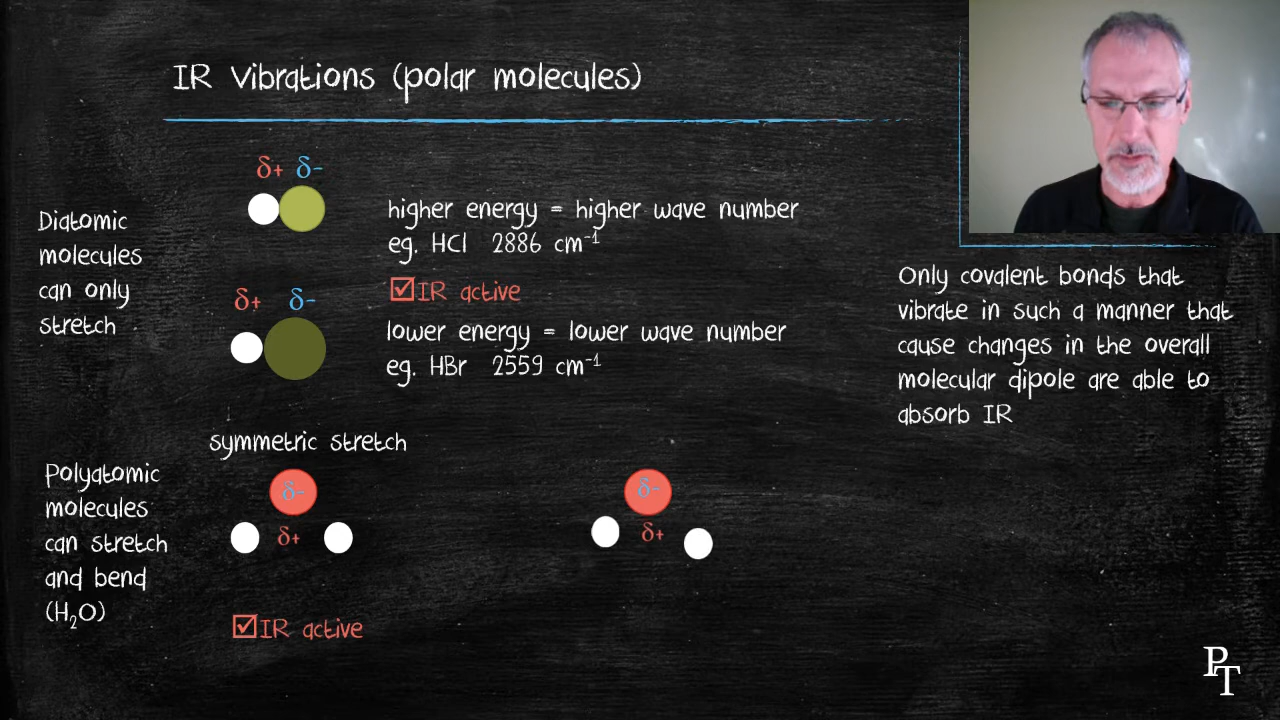 IR Vibrations (polar molecules)
δ+ δ-
Diatomic
molecules
can only
stretch
higher energy = higher wave number
eg. HCl 2886 cm⁻¹
☑IR active
δ+ δ-
lower energy = lower wave number
eg. HBr 2559 cm⁻¹
Only covalent bonds that
vibrate in such a manner that
cause changes in the overall
molecular dipole are able to
absorb IR
symmetric stretch
Polyatomic
molecules
can stretch
and bend
(H₂O)
δ-
δ+
☑IR active
δ-
δ+
PT